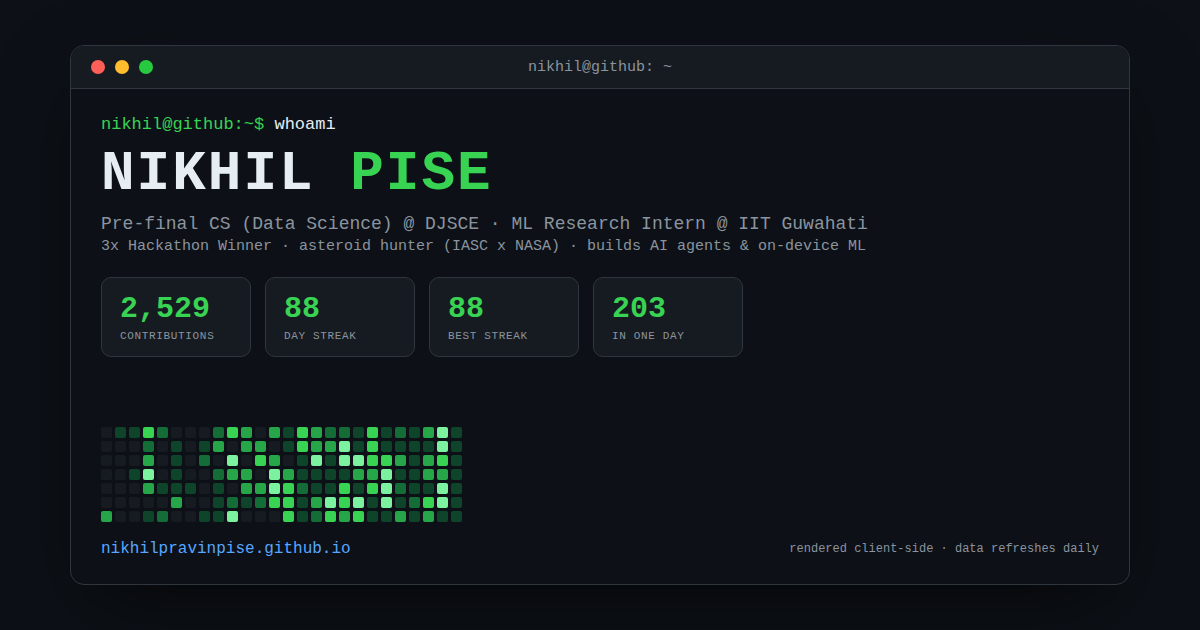 nikhil@github: ~
nikhil@github:~$ whoami
NIKHIL PISE
Pre-final CS (Data Science) @ DJSCE · ML Research Intern @ IIT Guwahati
3x Hackathon Winner · asteroid hunter (IASC x NASA) · builds AI agents & on-device ML
2,529
CONTRIBUTIONS
88
DAY STREAK
88
BEST STREAK
203
IN ONE DAY
nikhilpravinpise.github.io
rendered client-side · data refreshes daily